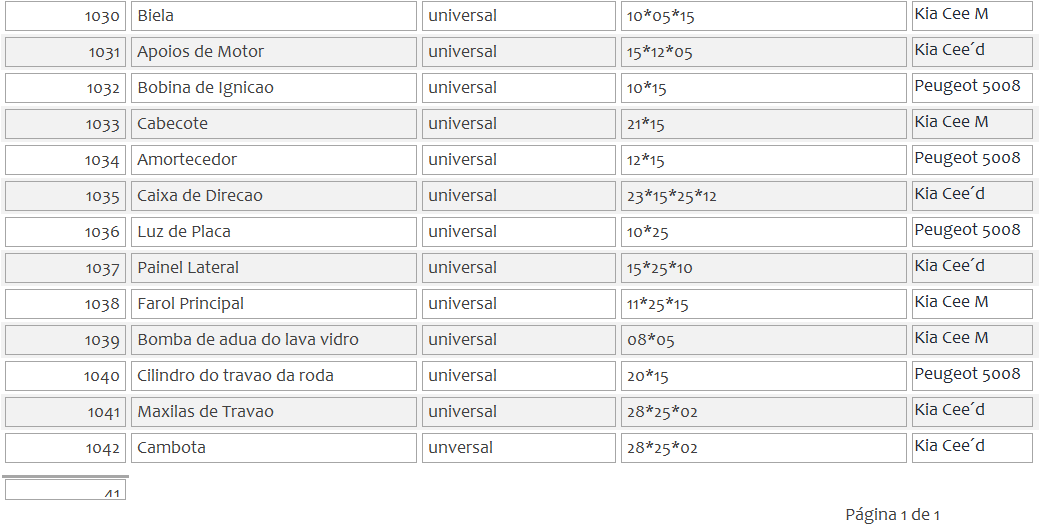 1030 Biela universal 10*05*15 Kia Cee M
1031 Apoios de Motor universal 15*12*05 Kia Cee´d
1032 Bobina de Ignicao universal 10*15 Peugeot 5008
1033 Cabecote universal 21*15 Kia Cee M
1034 Amortecedor universal 12*15 Peugeot 5008
1035 Caixa de Direcao universal 23*15*25*12 Kia Cee´d
1036 Luz de Placa universal 10*25 Peugeot 5008
1037 Painel Lateral universal 15*25*10 Kia Cee´d
1038 Farol Principal universal 11*25*15 Kia Cee M
1039 Bomba de adua do lava vidro universal 08*05 Kia Cee M
1040 Cilindro do travao da roda universal 20*15 Peugeot 5008
1041 Maxilas de Travao universal 28*25*02 Kia Cee´d
1042 Cambota unversal 28*25*02 Kia Cee´d
41
Página 1 de 1